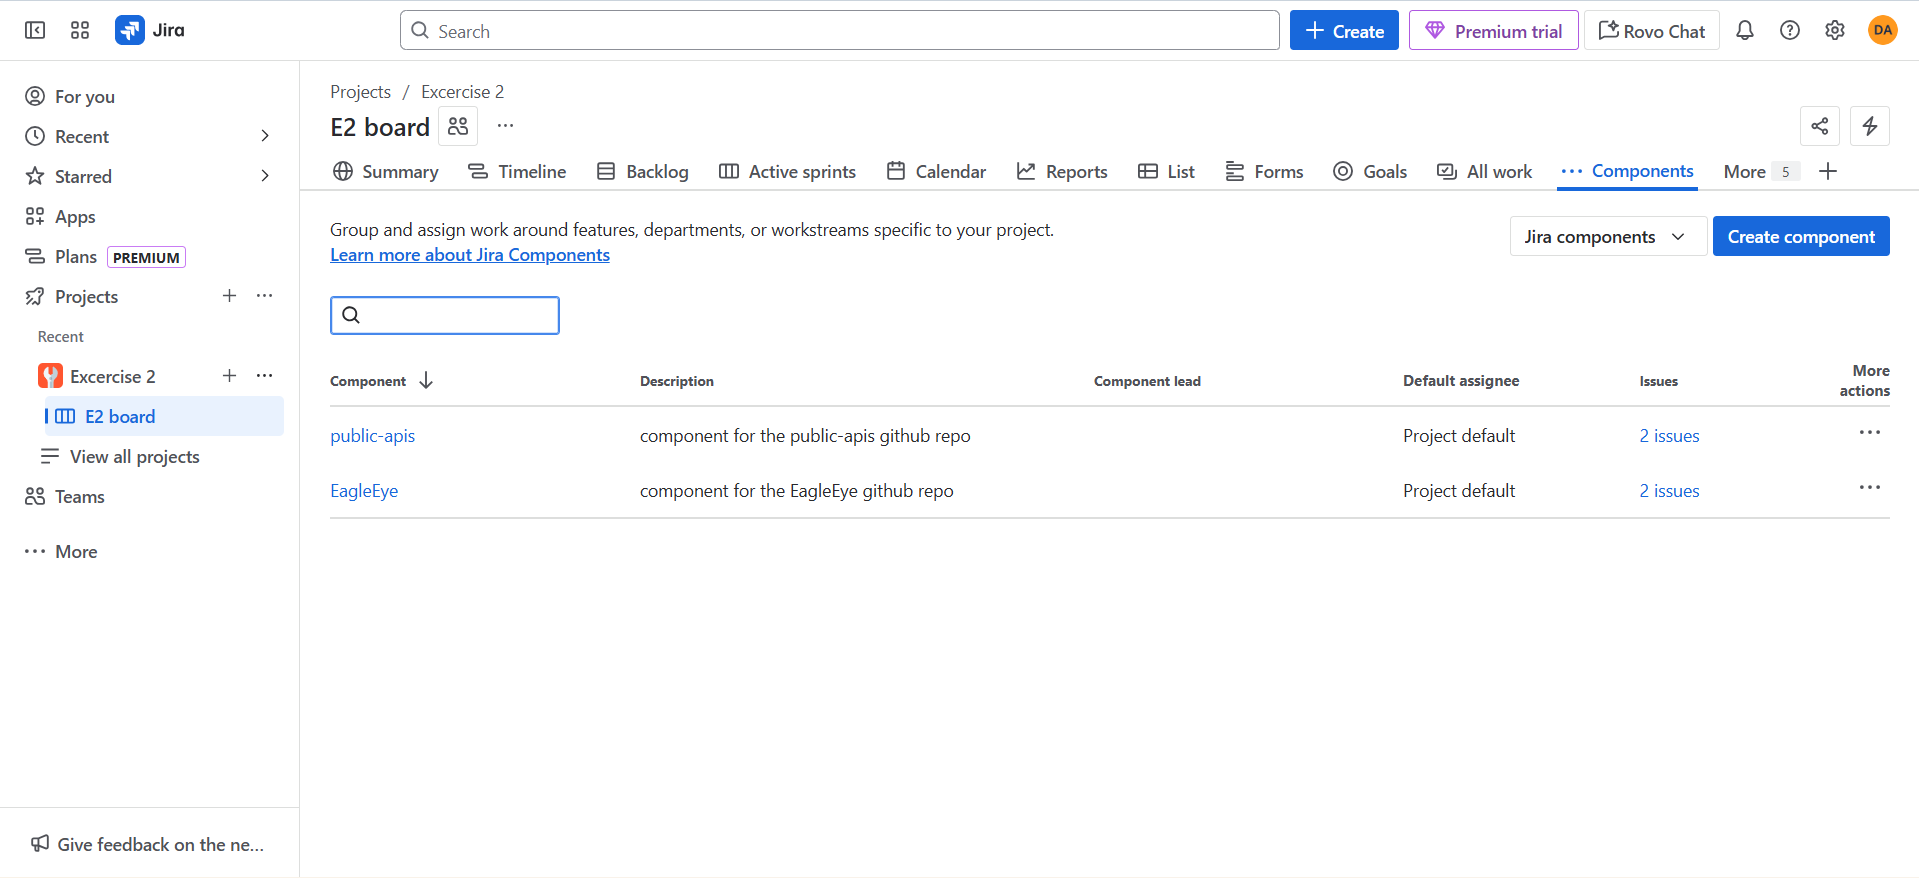 Jira
Search
Create
Premium trial
Rovo Chat
DA
For you
Recent
Starred
Apps
Plans PREMIUM
Projects
Recent
Excercise 2
E2 board
View all projects
Teams
More
Give feedback on the ne...
Projects / Excercise 2
E2 board
Summary Timeline Backlog Active sprints Calendar Reports List Forms Goals All work Components More 5
Group and assign work around features, departments, or workstreams specific to your project.
Learn more about Jira Components
Jira components
Create component
Component Description Component lead Default assignee Issues More actions
public-apis component for the public-apis github repo Project default 2 issues
EagleEye component for the EagleEye github repo Project default 2 issues